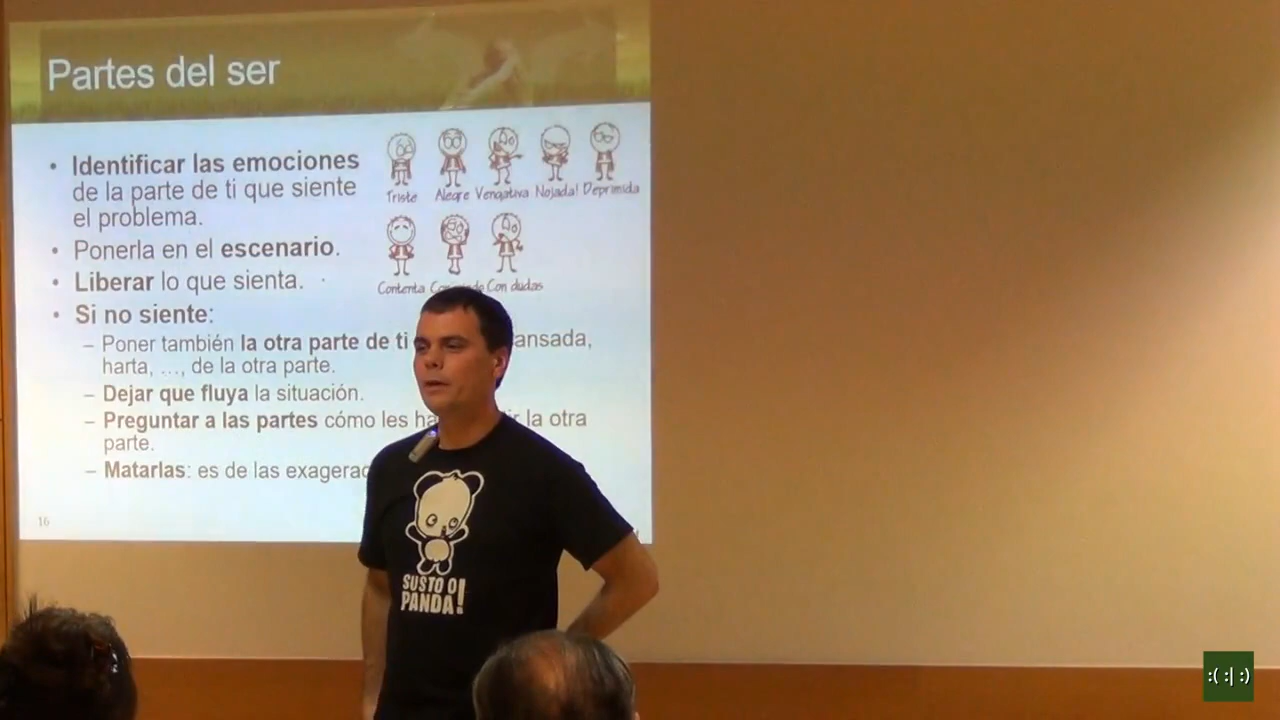 Partes del ser
• Identificar las emociones
de la parte de ti que siente
el problema.
• Ponerla en el escenario.
• Liberar lo que sienta.
• Si no siente:
– Poner también la otra parte de ti
ansada,
harta, …, de la otra parte.
– Dejar que fluya la situación.
– Preguntar a las partes cómo les
la otra
parte.
– Matarlas: es de las
16
Triste Alegre Vengativa Nojada! Deprimida
Contenta Con dudas
SUSTO O
PANDA!
:( :| :)